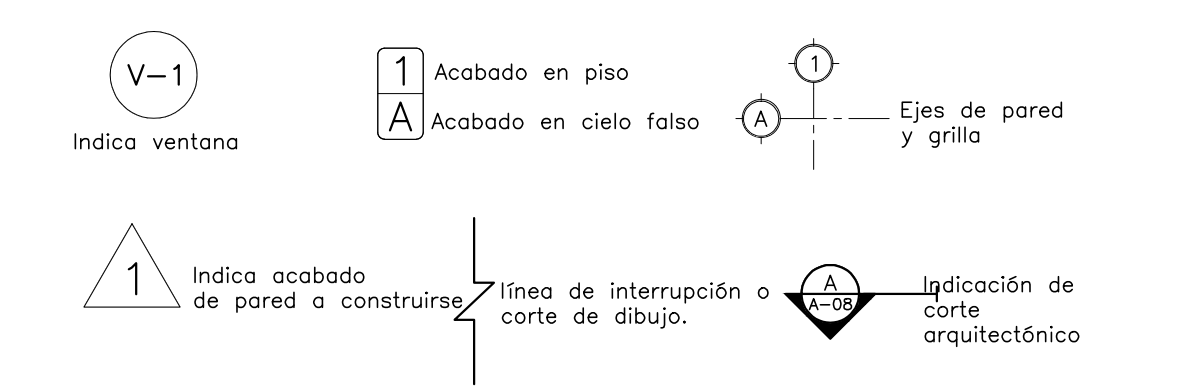 V-1
Indica ventana
1
Acabado en piso
A
Acabado en cielo falso
1
A
Ejes de pared
y grilla
1
Indica acabado
de pared a construirse
línea de interrupción o
corte de dibujo.
A
A-08
Indicación de
corte
arquitectónico